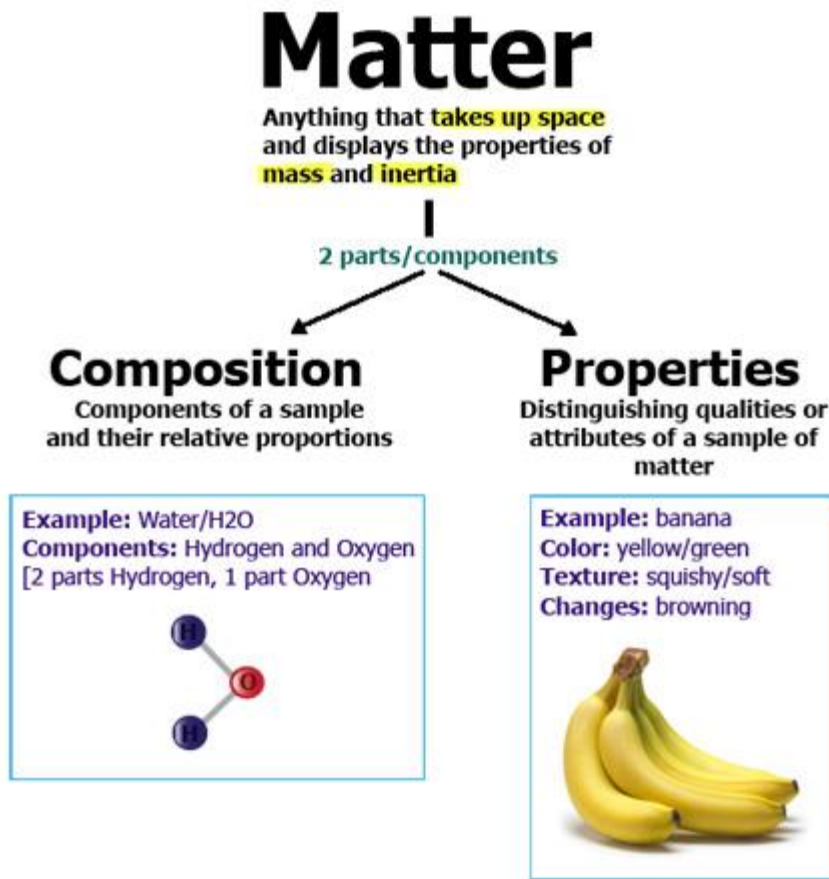 Matter
Anything that takes up space
and displays the properties of
mass and inertia
2 parts/components
Composition
Components of a sample
and their relative proportions
Properties
Distinguishing qualities or
attributes of a sample of
matter
Example: Water/H2O
Components: Hydrogen and Oxygen
[2 parts Hydrogen, 1 part Oxygen
H
O
H
Example: banana
Color: yellow/green
Texture: squishy/soft
Changes: browning